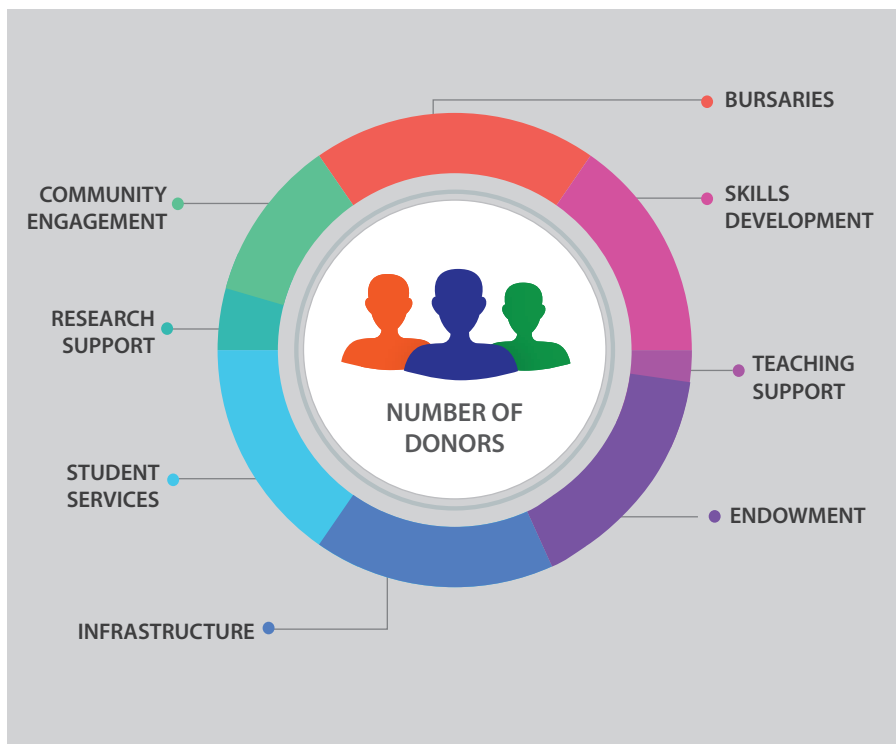 BURSARIES
COMMUNITY
ENGAGEMENT
SKILLS
DEVELOPMENT
RESEARCH
SUPPORT
TEACHING
SUPPORT
NUMBER OF
DONORS
STUDENT
SERVICES
ENDOWMENT
INFRASTRUCTURE